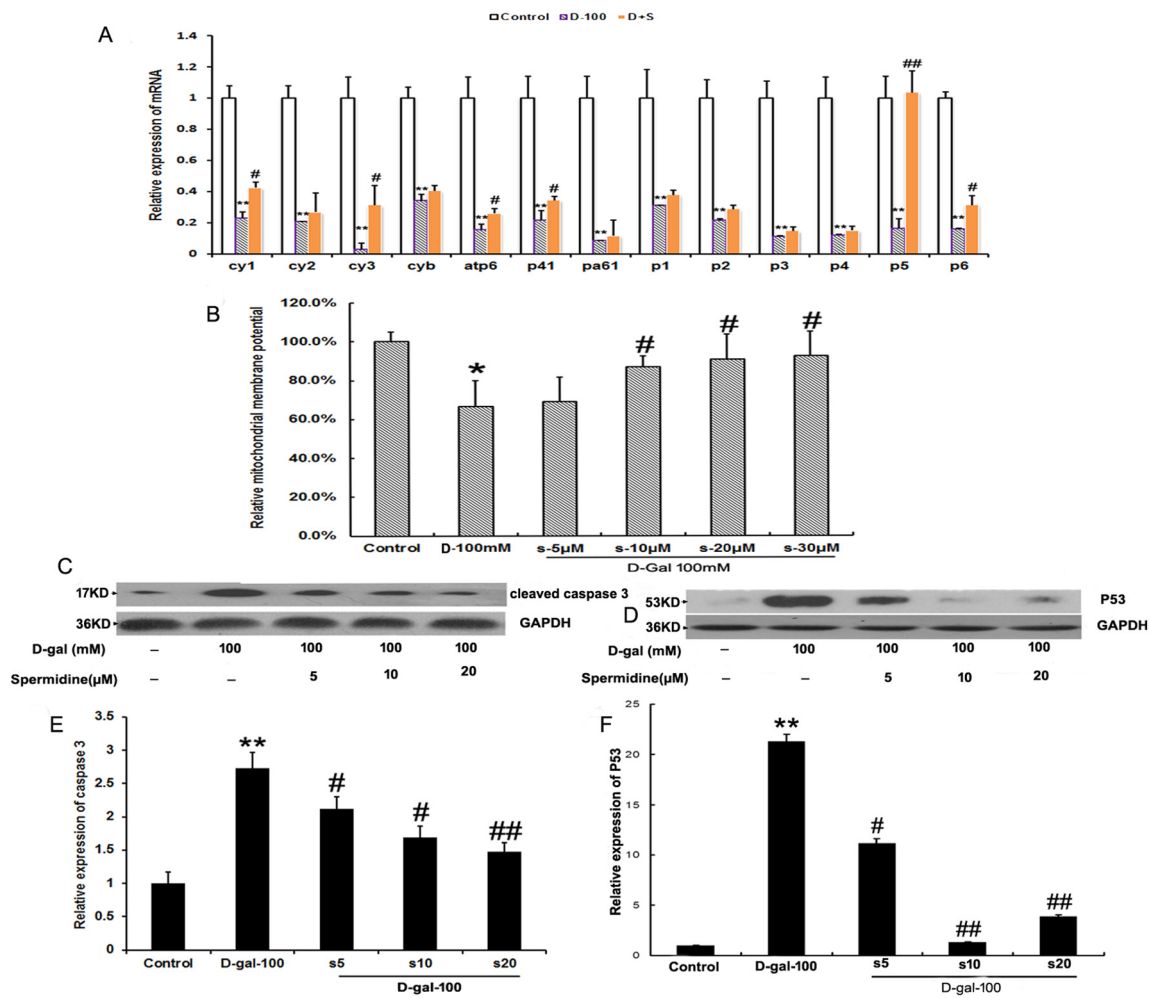 Control D-100 D+S
A
Relative expression of mRNA
1.4
1.2
1
0.8
0.6
0.4
0.2
0
** # ** ** # ** ** # ** # ** ** ** ** ** ** ## ** #
cy1 cy2 cy3 cyb atp6 p41 pa61 p1 p2 p3 p4 p5 p6
B
Relative mitochondrial membrane potential
120.0%
100.0%
80.0%
60.0%
40.0%
20.0%
0.0%
* # # #
Control D-100mM s-5μM s-10μM s-20μM s-30μM
D-Gal 100mM
C
17KD cleaved caspase 3
36KD GAPDH
D-gal (mM) – 100 100 100 100
Spermidine(μM) – – 5 10 20
D
53KD P53
36KD GAPDH
D-gal (mM) – 100 100 100 100
Spermidine(μM) – – 5 10 20
E
Relative expression of caspase 3
3.5
3
2.5
2
1.5
1
0.5
0
** # # ##
Control D-gal-100 s5 s10 s20
D-gal-100
F
Relative expression of P53
25
20
15
10
5
0
** # ## ##
Control D-gal-100 s5 s10 s20
D-gal-100